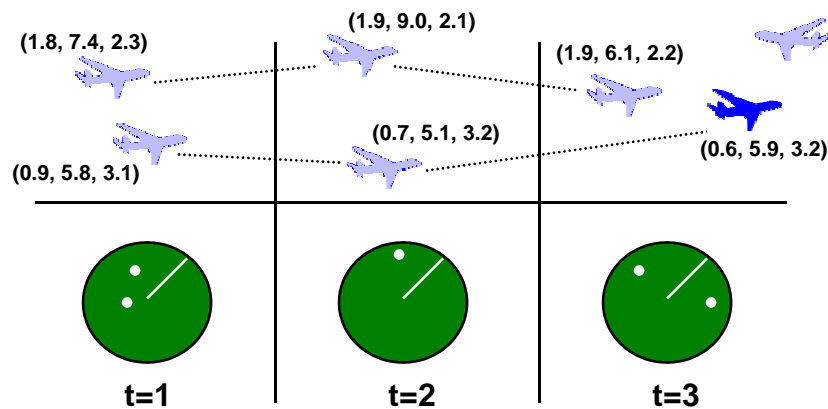 (1.8, 7.4, 2.3)
(1.9, 9.0, 2.1)
(1.9, 6.1, 2.2)
(0.9, 5.8, 3.1)
(0.7, 5.1, 3.2)
(0.6, 5.9, 3.2)
t=1
t=2
t=3